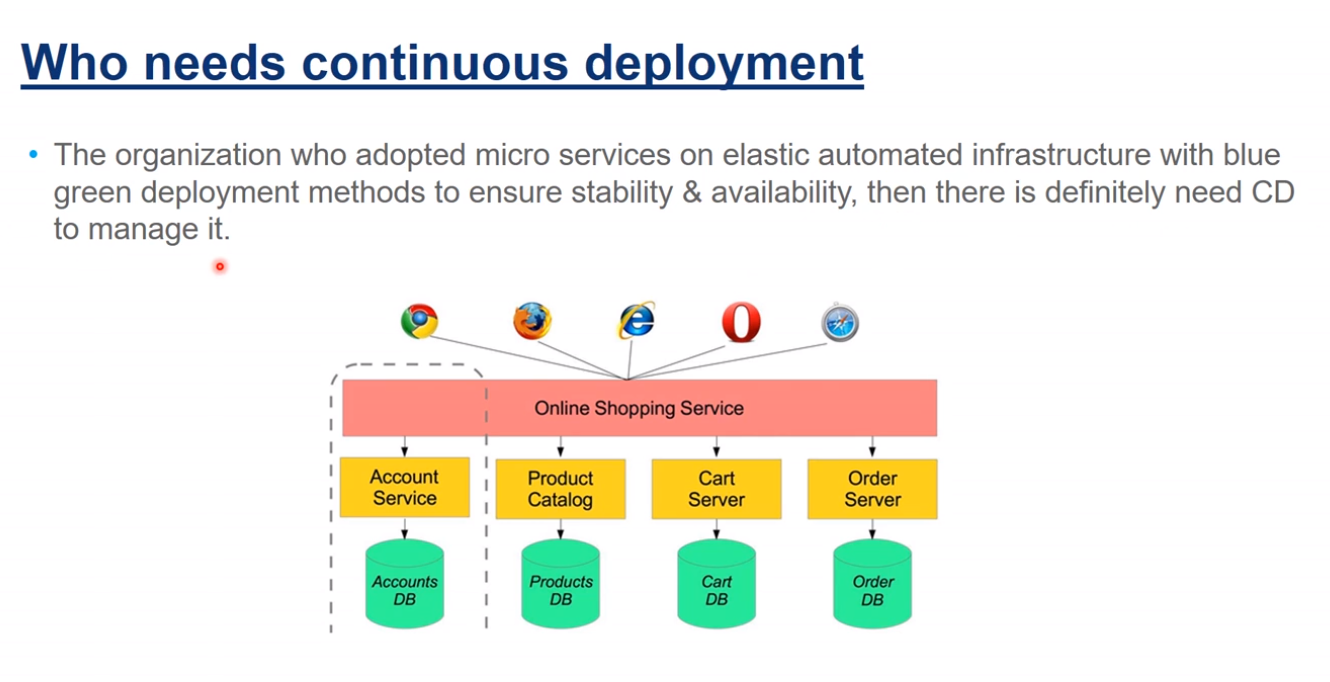 Who needs continuous deployment
• The organization who adopted micro services on elastic automated infrastructure with blue
green deployment methods to ensure stability & availability, then there is definitely need CD
to manage it.
Online Shopping Service
Account
Service
Product
Catalog
Cart
Server
Order
Server
Accounts
DB
Products
DB
Cart
DB
Order
DB